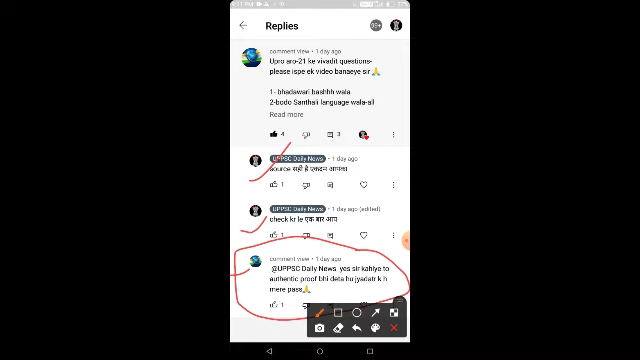 Replies
99+
comment view • 1 day ago
Upro aro-21 ke vivadit questions-
please ispe ek video banaeye sir🙏
1- bhadawari bashhh wala
2-bodo Santhali language wala-all
Read more
4
3
UPPSC Daily News • 1 day ago
source सही है एकदम आपका
1
UPPSC Daily News • 1 day ago (edited)
check kr le एक बार आप
1
comment view • 1 day ago
@UPPSC Daily News yes sir kahiye to
authentic proof bhi deta hu jyadatr k h
mere pass🙏
1